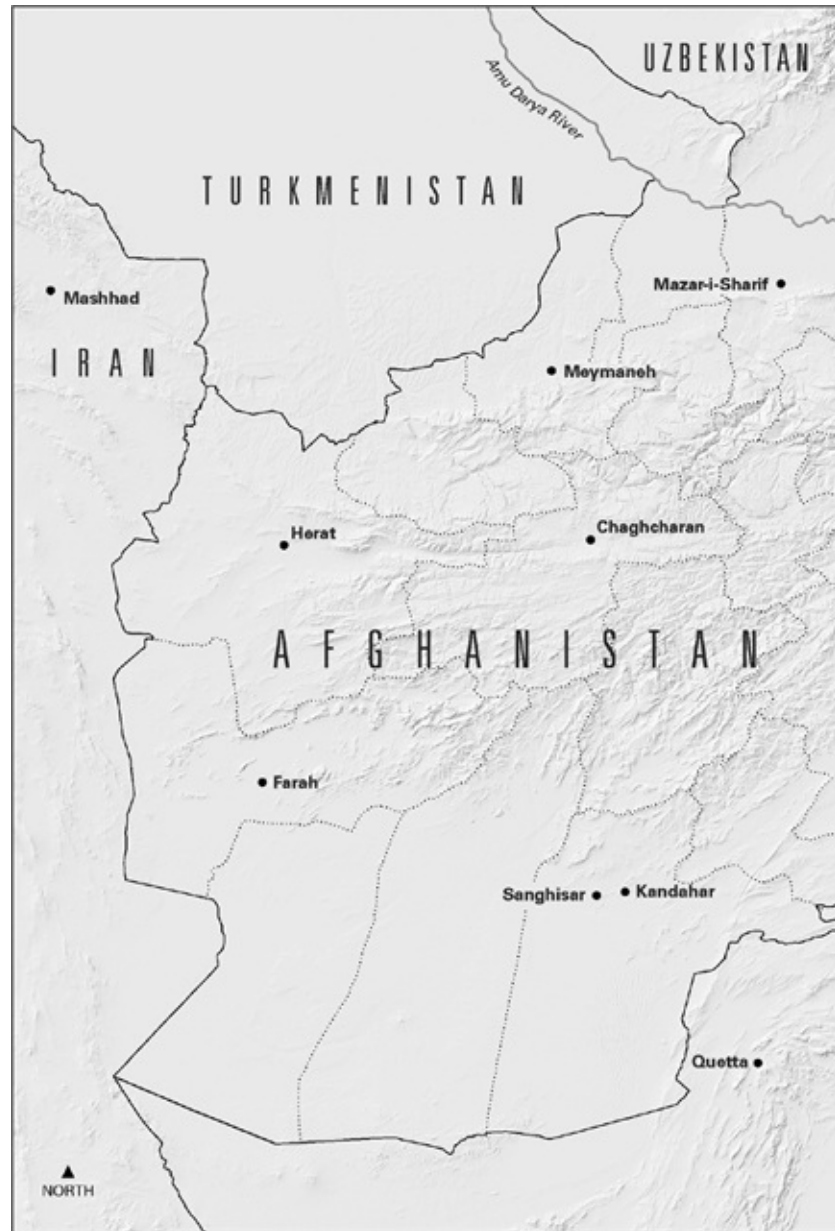 UZBEKISTAN
Amu Darya River
TURKMENISTAN
Mazar-i-Sharif
Mashhad
IRAN
Meymaneh
Herat
Chaghcharan
AFGHANISTAN
Farah
Sanghisar
Kandahar
Quetta
NORTH